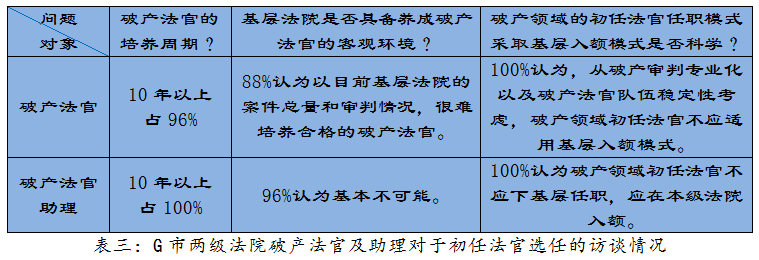 问题
对象
破产法官的
培养周期？
基层法院是否具备养成破产
法官的客观环境？
破产领域的初任法官任职模式
采取基层入额模式是否科学？
破产法官
10 年以上
占 96%
88%认为以目前基层法院的
案件总量和审判情况，很难
培养合格的破产法官。
100%认为，从破产审判专业化
以及破产法官队伍稳定性考
虑，破产领域初任法官不应适
用基层入额模式。
破产法官
助理
10 年以上
占 100%
96%认为基本不可能。
100%认为破产领域初任法官不
应下基层任职，应在本级法院
入额。
表三：G 市两级法院破产法官及助理对于初任法官选任的访谈情况